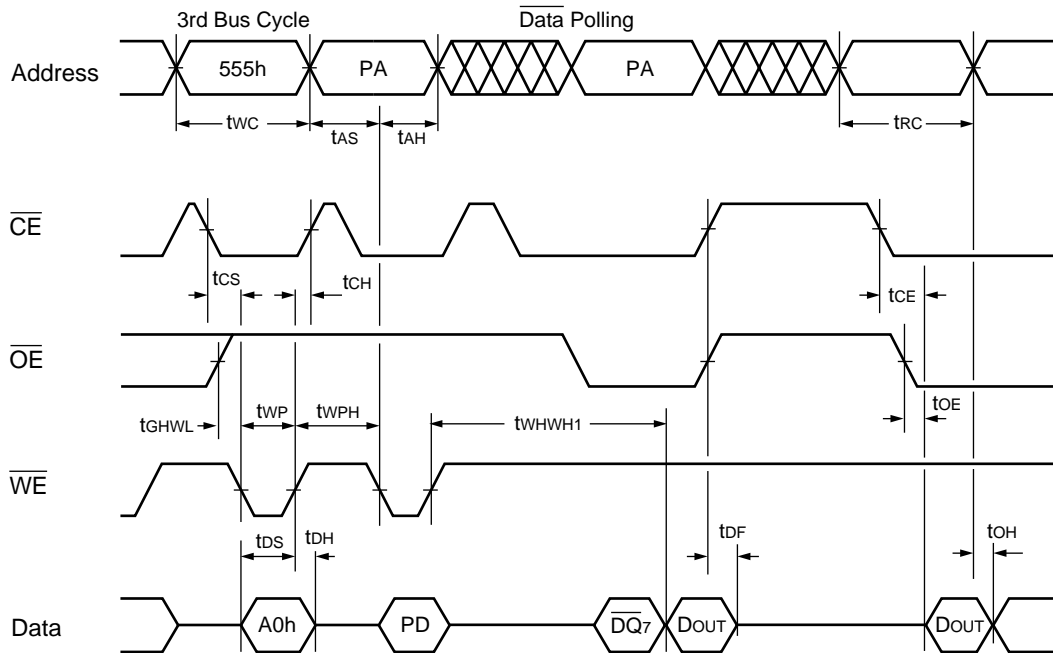 3rd Bus Cycle Data Polling
Address 555h PA PA
tWC tAS tAH tRC
CE
tCS tCH tCE
OE
tGHWL tWP tWPH tWHWH1 tOE
WE
tDS tDH tDF tOH
Data A0h PD DQ7 DOUT DOUT